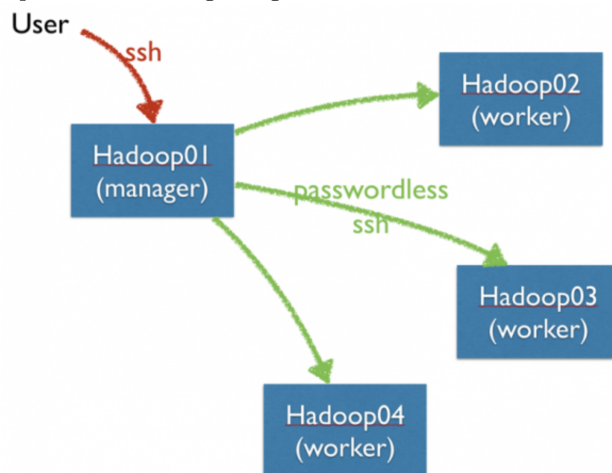 User
ssh
Hadoop02
(worker)
Hadoop01
(manager)
passwordless
ssh
Hadoop03
(worker)
Hadoop04
(worker)